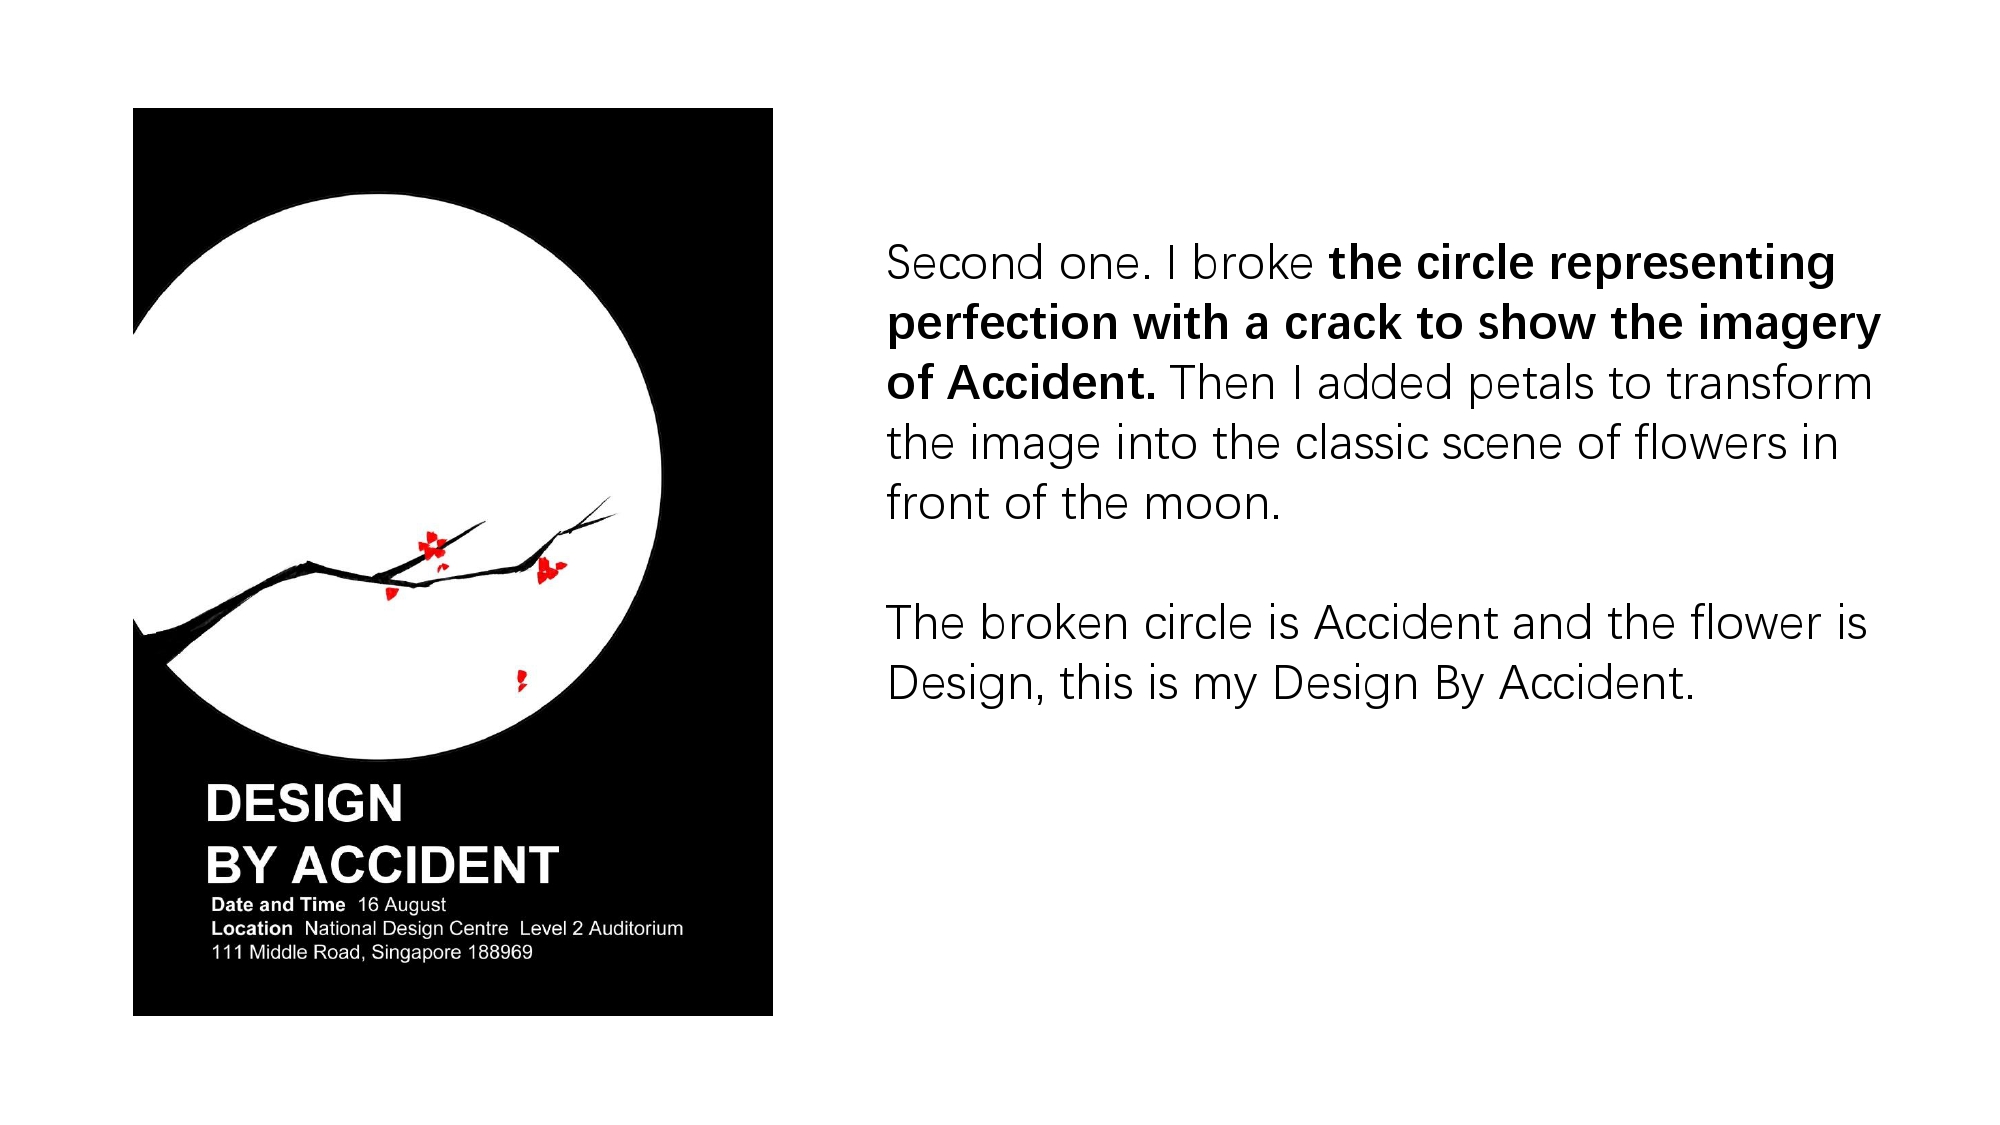 DESIGN
BY ACCIDENT
Date and Time  16 August
Location  National Design Centre  Level 2 Auditorium
111 Middle Road, Singapore 188969
Second one. I broke the circle representing
perfection with a crack to show the imagery
of Accident. Then I added petals to transform
the image into the classic scene of flowers in
front of the moon.
The broken circle is Accident and the flower is
Design, this is my Design By Accident.